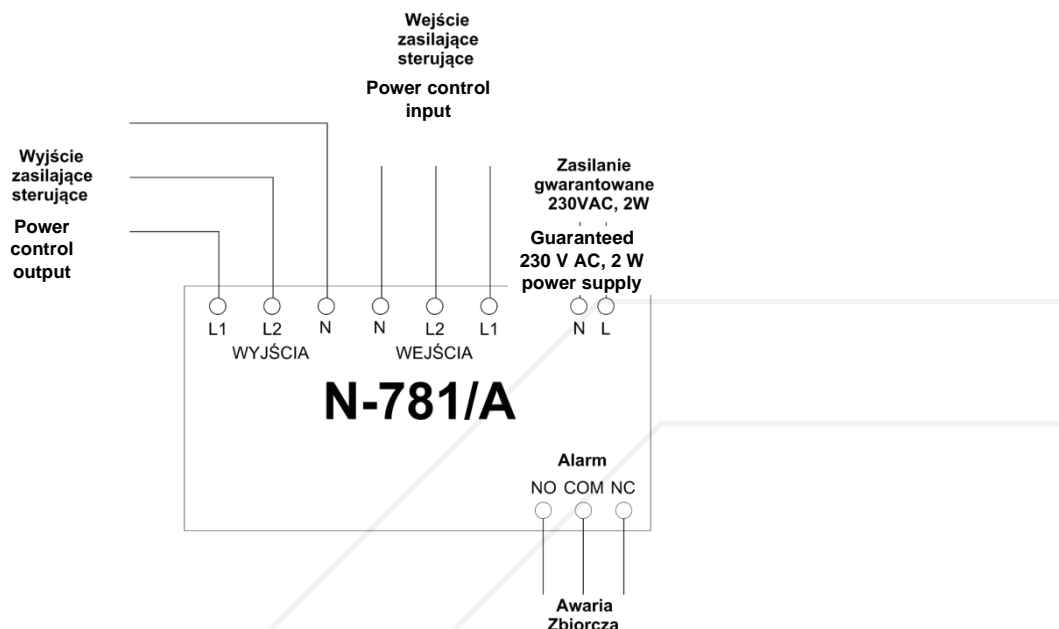 Wejście
zasilające
sterujące
Power control
input
Wyjście
zasilające
sterujące
Power
control
output
Zasilanie
gwarantowane
230VAC, 2W
Guaranteed
230 V AC, 2 W
power supply
L1 L2 N N L2 L1 N L
WYJŚCIA WEJŚCIA
N-781/A
Alarm
NO COM NC
Awaria
Zbiorcza